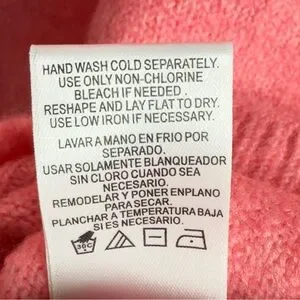 HAND WASH COLD SEPARATELY.
USE ONLY NON-CHLORINE
BLEACH IF NEEDED .
RESHAPE AND LAY FLAT TO DRY.
USE LOW IRON IF NECESSARY.
LAVAR A MANO EN FRIO POR
SEPARADO.
USAR SOLAMENTE BLANQUEADOR
SIN CLORO CUANDO SEA
NECESARIO.
REMODELAR Y PONER ENPLANO
PARA SECAR.
PLANCHAR A TEMPERATURA BAJA
SI ES NECESARIO.
30C